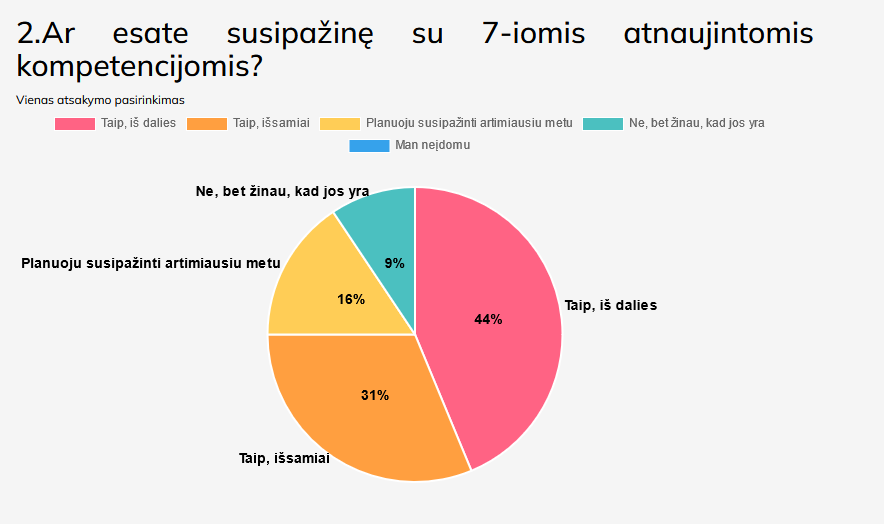 2.Ar esate susipažinę su 7-iomis atnaujintomis
kompetencijomis?
Vienas atsakymo pasirinkimas
Taip, iš dalies Taip, išsamiai Planuoju susipažinti artimiausiu metu Ne, bet žinau, kad jos yra
Man neįdomu
Ne, bet žinau, kad jos yra
Planuoju susipažinti artimiausiu metu
9%
16%
Taip, iš dalies
44%
31%
Taip, išsamiai